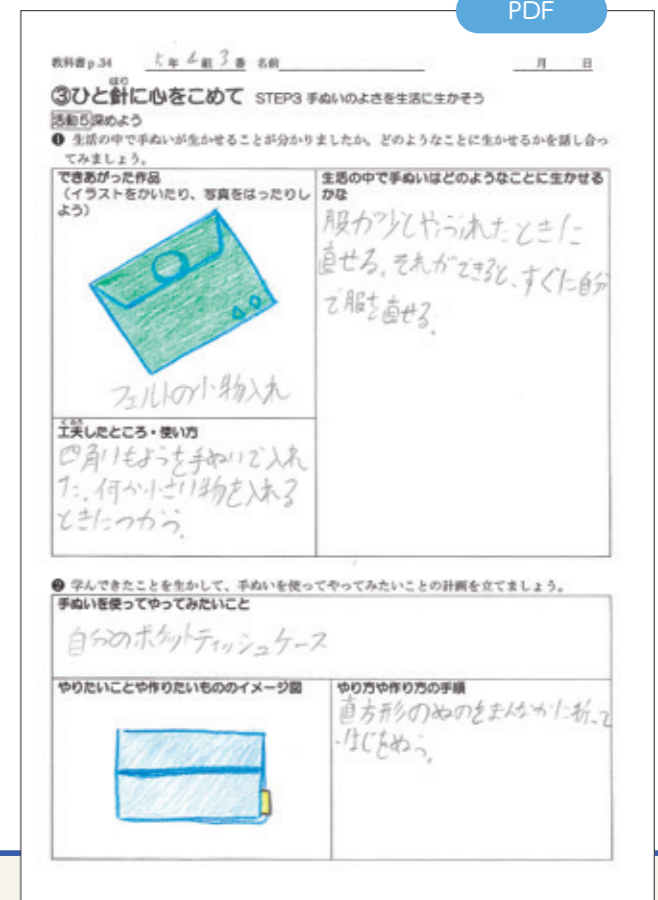 PDF
教科書 p.34 5年 4組 3番 名前 月 日
③ひと針に心をこめて STEP3 手ぬいのよさを生活に生かそう
はり
活動5深めよう
❶ 生活の中で手ぬいが生かせることが分かりましたか。どのようなことに生かせるかを話し合っ
てみましょう。
できあがった作品
(イラストをかいたり、写真をはったりし
よう)
フェルトの小物入れ
工夫したところ・使い方
くふう
四角いもようを手ぬいで入れ
た。何か小さい物を入れる
ときにつかう。
生活の中で手ぬいはどのようなことに生かせる
かな
服が少しやぶれたときに
直せる。それができると、すぐに自分
で服を直せる。
❷ 学んできたことを生かして、手ぬいを使ってやってみたいことの計画を立てましょう。
手ぬいを使ってやってみたいこと
自分のポケットティッシュケース
やりたいことや作りたいもののイメージ図
やり方や作り方の手順
直方形のぬのをまんなかに折って
はじをぬう。